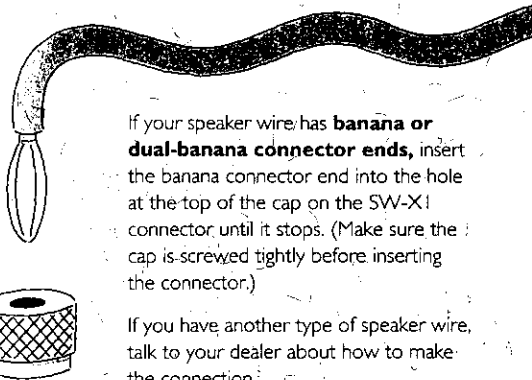 If your speaker wire has banana or
dual-banana connector ends, insert
the banana connector end into the hole
at the top of the cap on the SW-X1
connector until it stops. (Make sure the
cap is screwed tightly before inserting
the connector.)
If you have another type of speaker wire,
talk to your dealer about how to make
the connection.